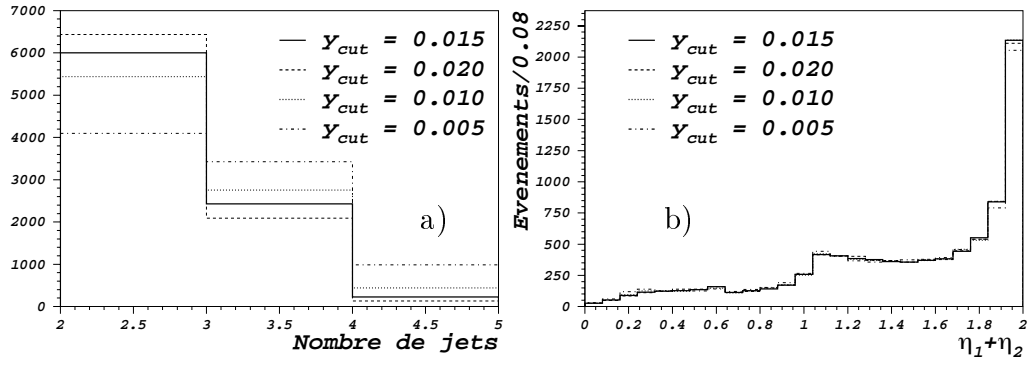 7000
6000
5000
4000
3000
2000
1000
0
2 2.5 3 3.5 4 4.5 5
Nombre de jets
y_cut = 0.015
y_cut = 0.020
y_cut = 0.010
y_cut = 0.005
a)
Evenements/0.08
2250
2000
1750
1500
1250
1000
750
500
250
0
0 0.2 0.4 0.6 0.8 1 1.2 1.4 1.6 1.8 2
η1+η2
y_cut = 0.015
y_cut = 0.020
y_cut = 0.010
y_cut = 0.005
b)